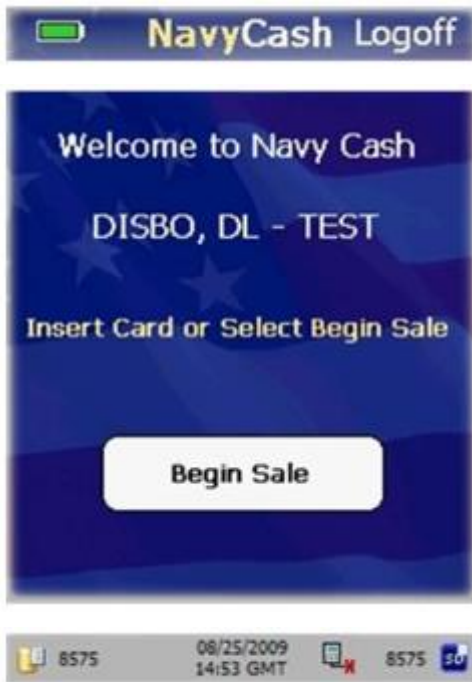 NavyCash Logoff
Welcome to Navy Cash
DISBO, DL - TEST
Insert Card or Select Begin Sale
Begin Sale
8575 08/25/2009 8575 SD
14:53 GMT